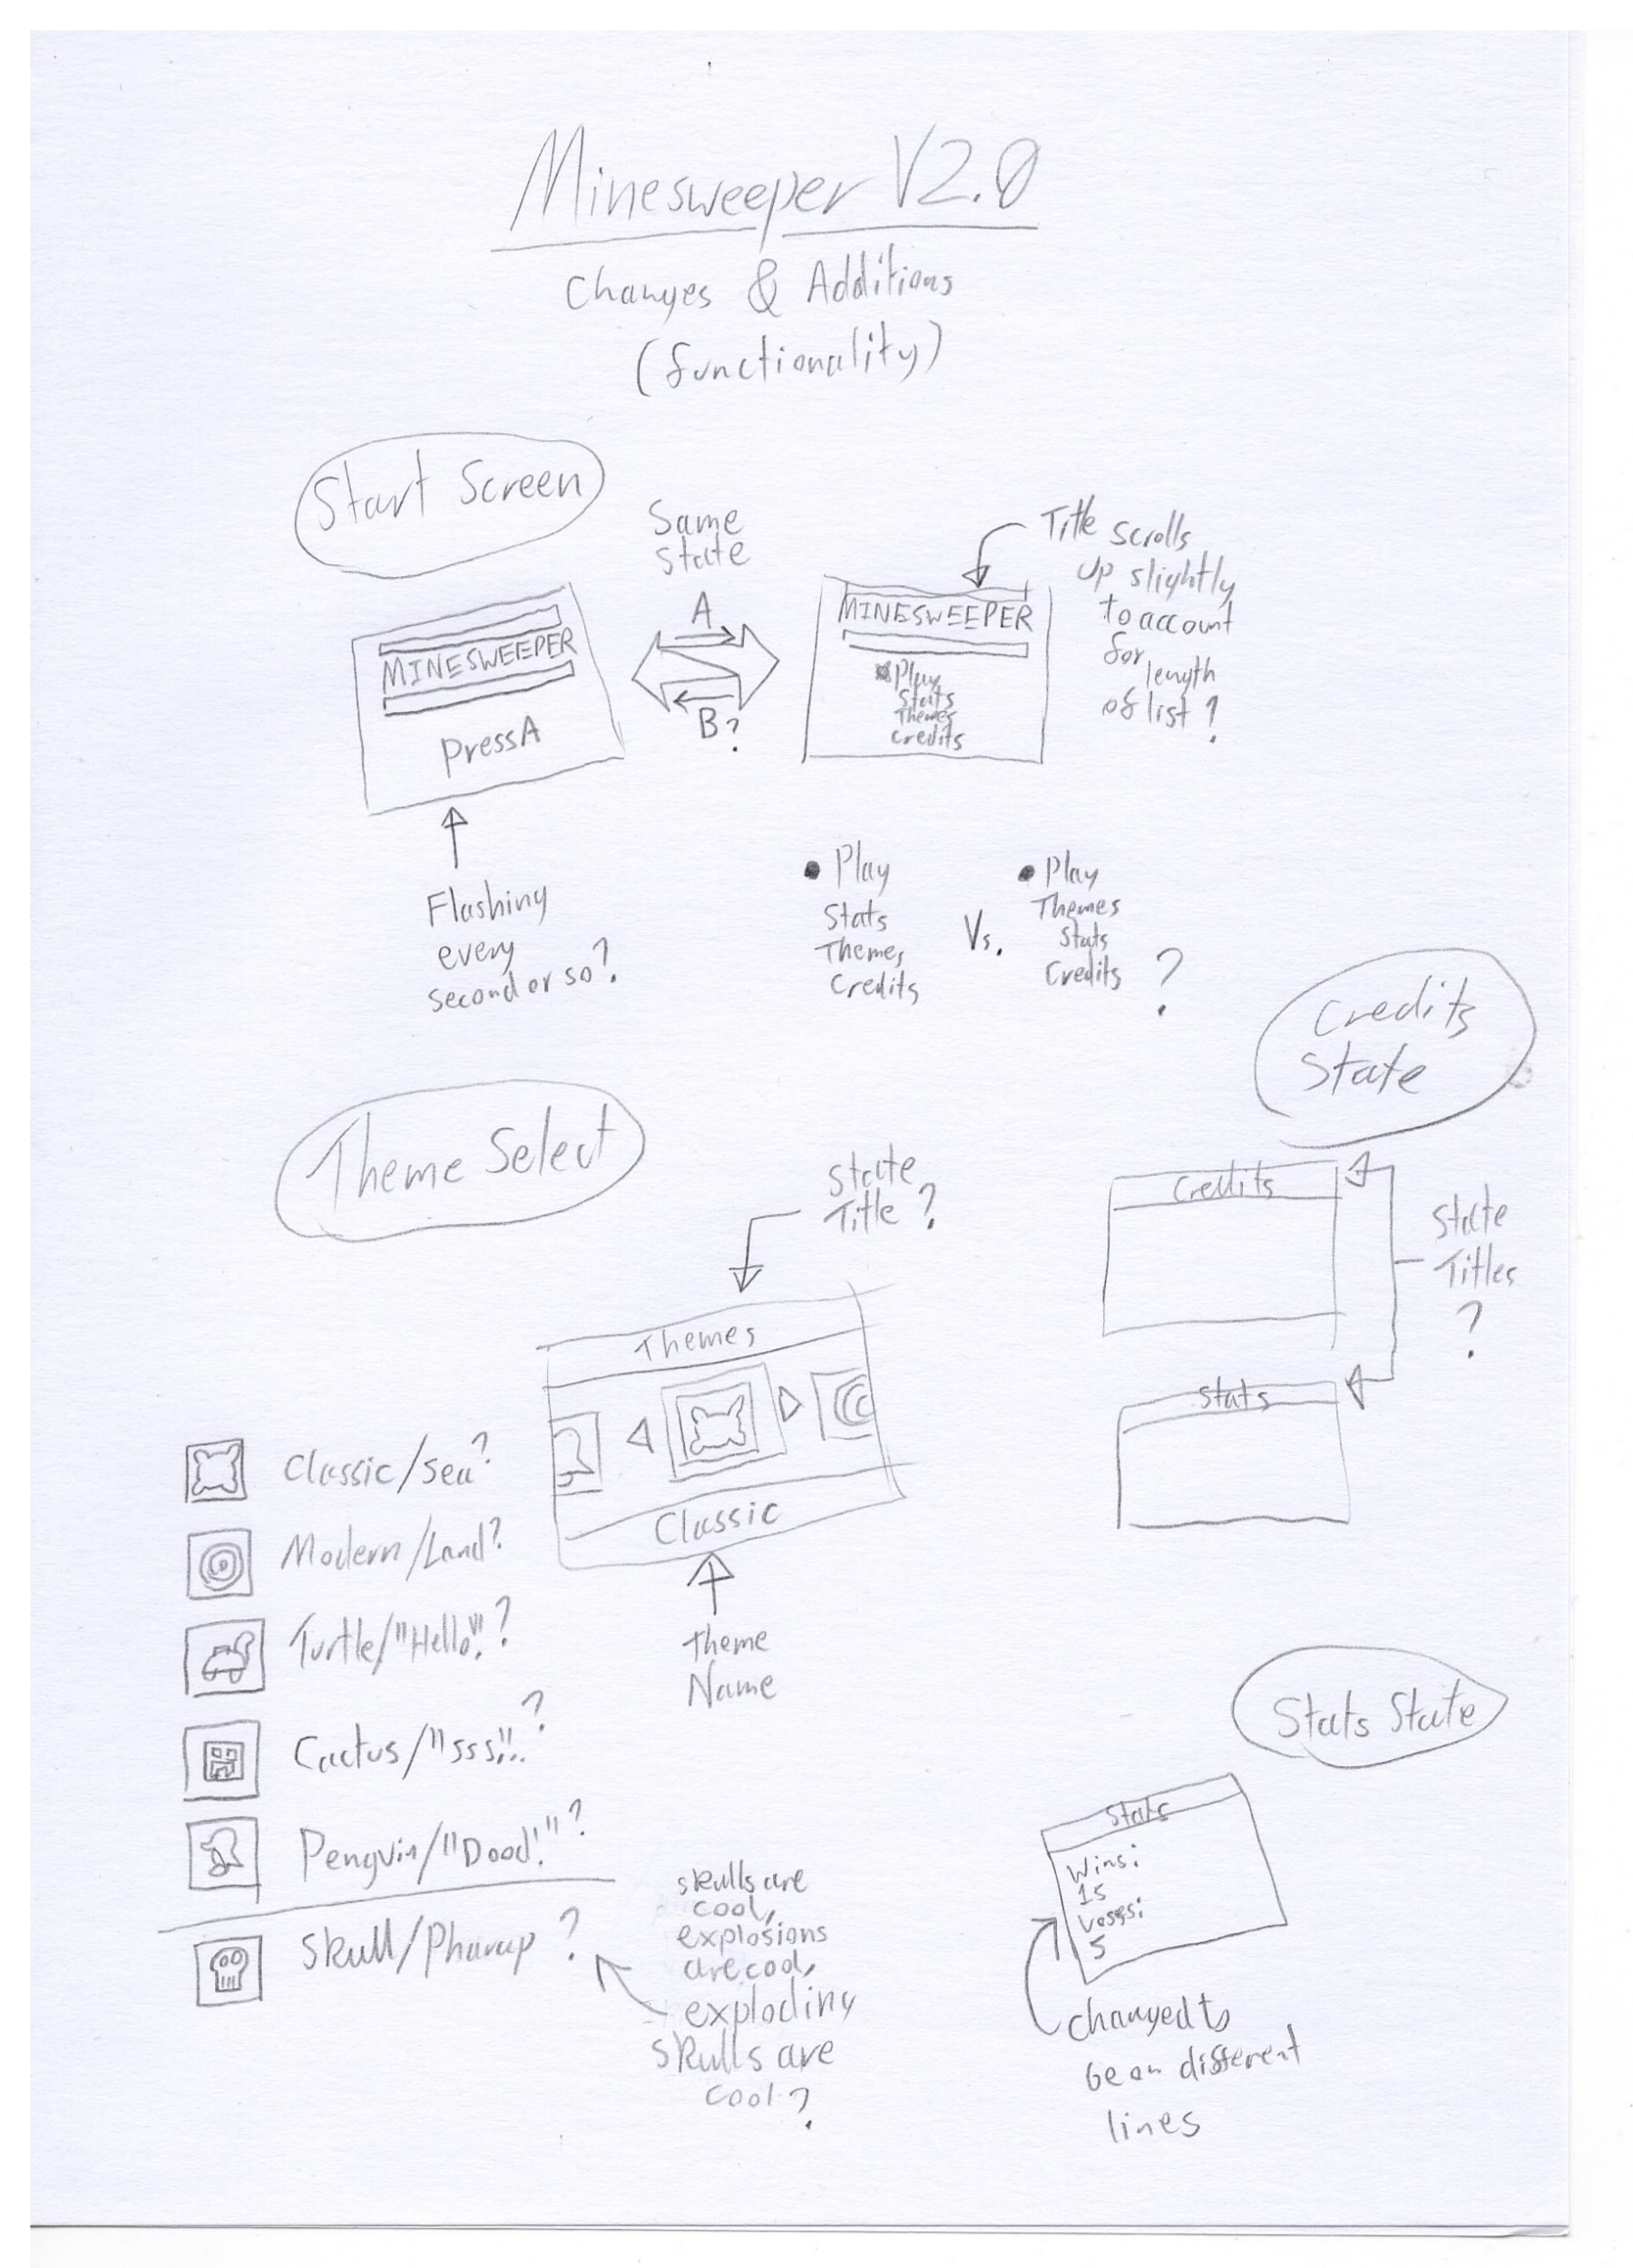 Minesweeper V2.0
Changes & Additions
(functionality)
Start Screen
Same
State
A
B?
MINESWEEPER
pressA
Flashing
every
second or so?
MINESWEEPER
Play
Stats
Themes
Credits
Title scrolls
up slightly
to account
for length
of list?
Play
Stats
Themes
Credits
Vs.
Play
Themes
Stats
Credits
?
Credits
State
Credits
Stats
State
Titles
?
Theme Select
State
Title?
Themes
Classic
Theme
Name
Classic/Sea?
Modern/Land?
Turtle/"Hello!"?
Cactus/"sss..."?
Penguin/"Dood!"?
Skull/Pharap?
skulls are
cool,
explosions
are cool,
exploding
skulls are
cool?
Stats State
Stats
Wins:
15
5
changed to
be on different
lines